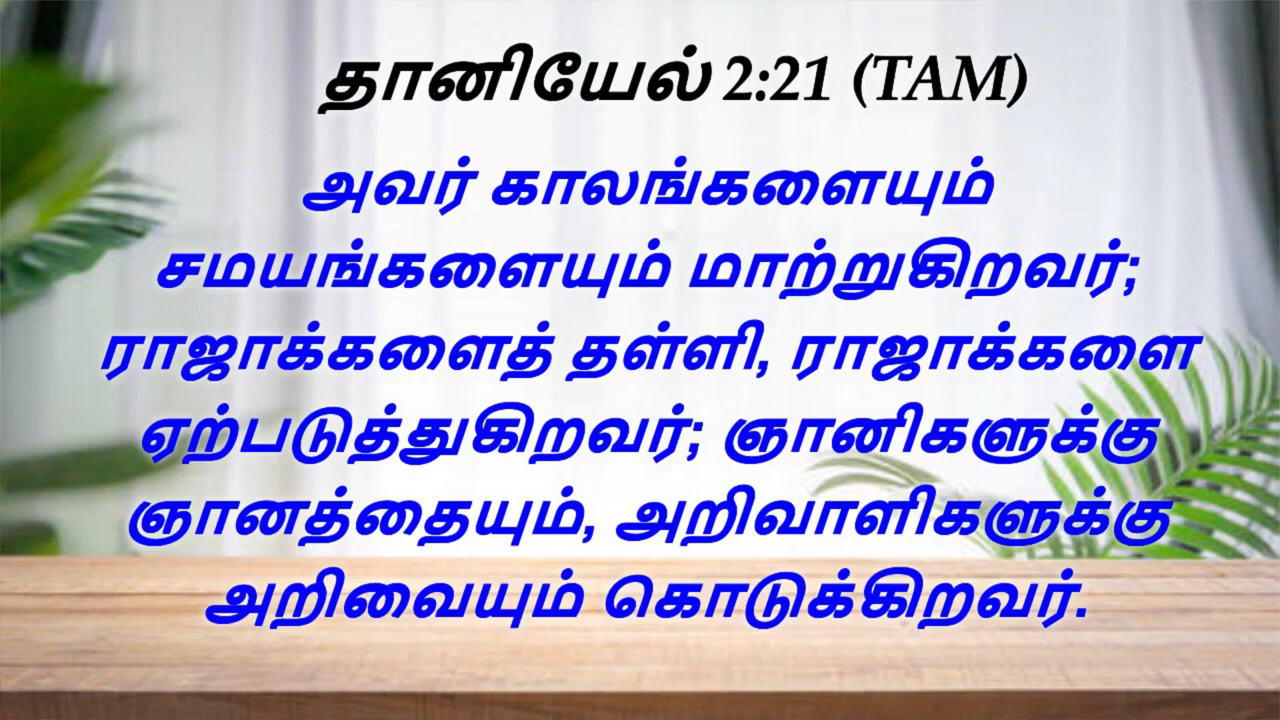 தானியேல் 2:21 (TAM)
அவர் காலங்களையும்
சமயங்களையும் மாற்றுகிறவர்;
ராஜாக்களைத் தள்ளி, ராஜாக்களை
ஏற்படுத்துகிறவர்; ஞானிகளுக்கு
ஞானத்தையும், அறிவாளிகளுக்கு
அறிவையும் கொடுக்கிறவர்.